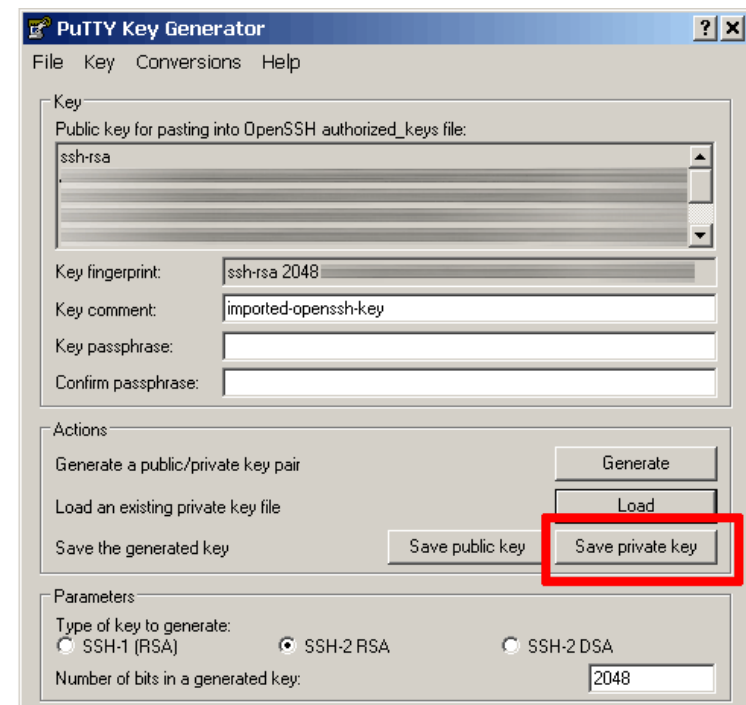 PuTTY Key Generator ? X
File Key Conversions Help
Key
Public key for pasting into OpenSSH authorized_keys file:
ssh-rsa
Key fingerprint: ssh-rsa 2048
Key comment: imported-openssh-key
Key passphrase:
Confirm passphrase:
Actions
Generate a public/private key pair Generate
Load an existing private key file Load
Save the generated key Save public key Save private key
Parameters
Type of key to generate:
SSH-1 (RSA) SSH-2 RSA SSH-2 DSA
Number of bits in a generated key: 2048